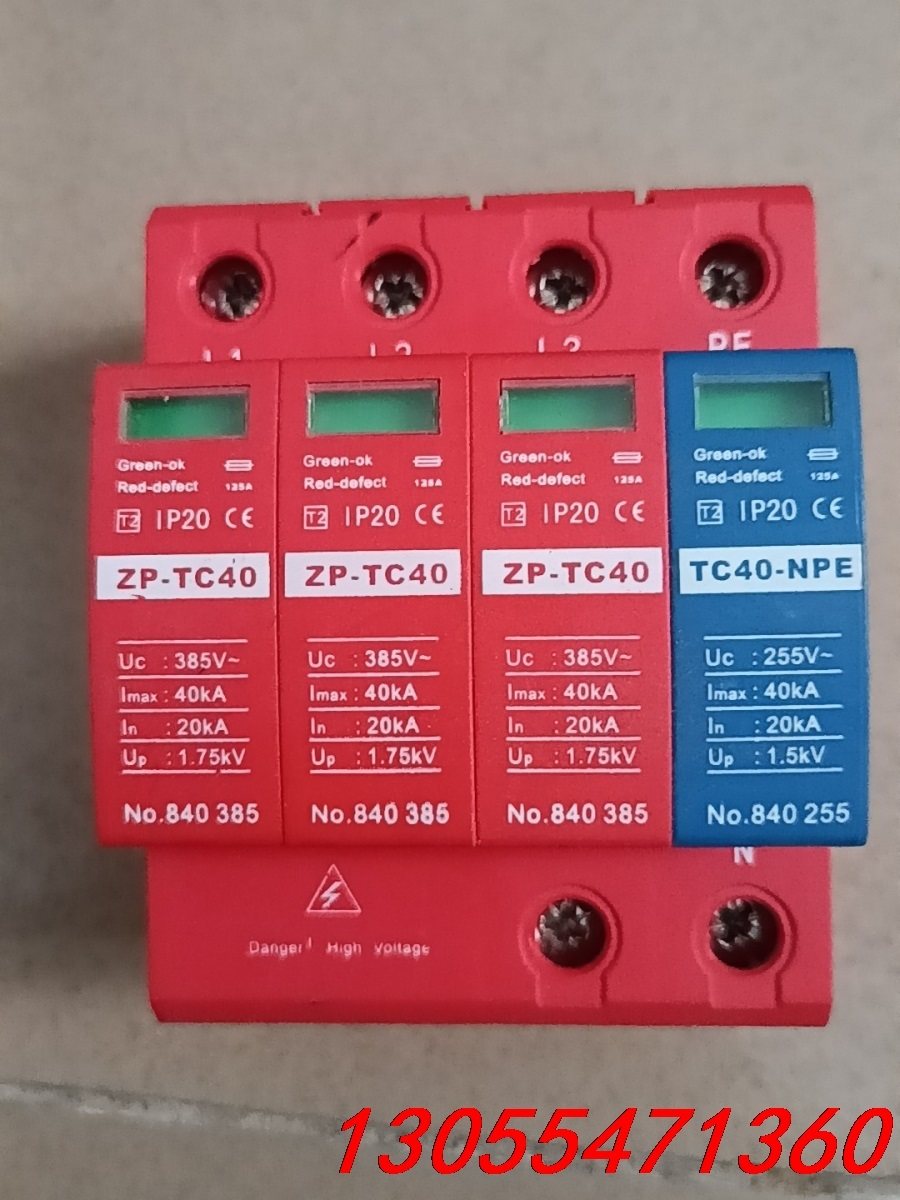 L1 L2 L3 PE
Green-ok
Red-defect 125A
T2 IP20 CE
ZP-TC40
Uc : 385V~
Imax : 40kA
In : 20kA
Up : 1.75kV
No.840 385
Green-ok
Red-defect 125A
T2 IP20 CE
ZP-TC40
Uc : 385V~
Imax : 40kA
In : 20kA
Up : 1.75kV
No.840 385
Green-ok
Red-defect 125A
T2 IP20 CE
ZP-TC40
Uc : 385V~
Imax : 40kA
In : 20kA
Up : 1.75kV
No.840 385
Green-ok
Red-defect 125A
T2 IP20 CE
TC40-NPE
Uc : 255V~
Imax : 40kA
In : 20kA
Up : 1.5kV
No.840 255
N
Danger! High voltage
13055471360